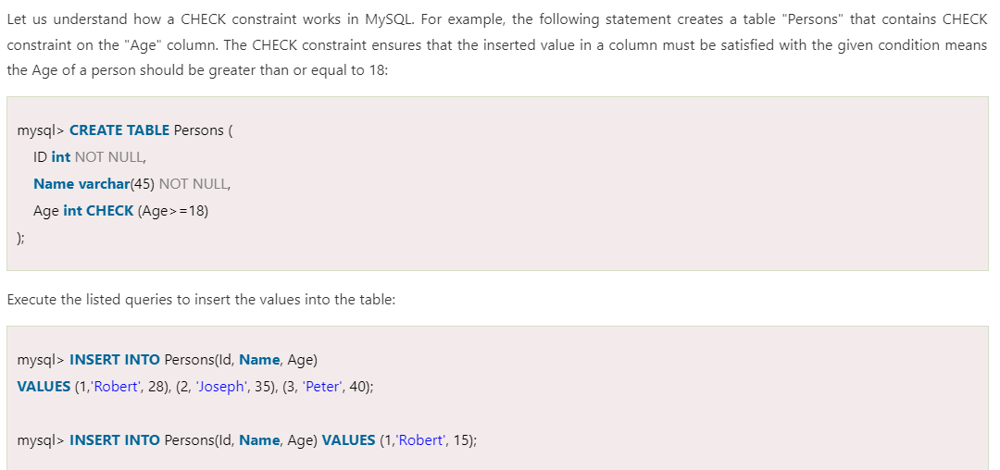 Let us understand how a CHECK constraint works in MySQL. For example, the following statement creates a table "Persons" that contains CHECK
constraint on the "Age" column. The CHECK constraint ensures that the inserted value in a column must be satisfied with the given condition means
the Age of a person should be greater than or equal to 18:
mysql> CREATE TABLE Persons (
ID int NOT NULL,
Name varchar(45) NOT NULL,
Age int CHECK (Age>=18)
);
Execute the listed queries to insert the values into the table:
mysql> INSERT INTO Persons(Id, Name, Age)
VALUES (1,'Robert', 28), (2, 'Joseph', 35), (3, 'Peter', 40);
mysql> INSERT INTO Persons(Id, Name, Age) VALUES (1,'Robert', 15);